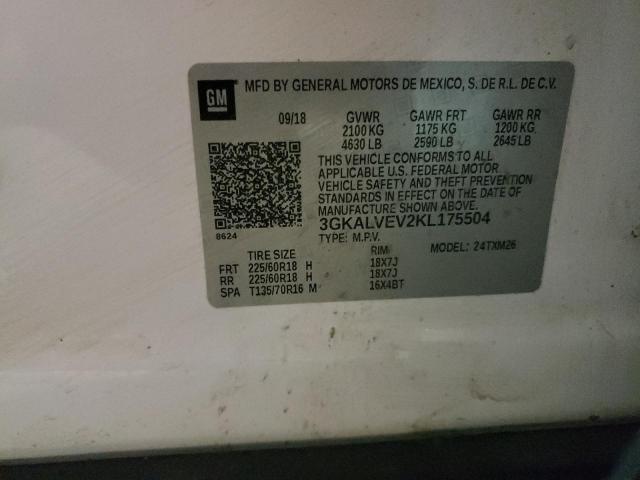 GM MFD BY GENERAL MOTORS DE MEXICO, S. DE R.L. DE C.V.
09/18 GVWR GAWR FRT GAWR RR
2100 KG 1175 KG 1200 KG
4630 LB 2590 LB 2645 LB
THIS VEHICLE CONFORMS TO ALL
APPLICABLE U.S. FEDERAL MOTOR
VEHICLE SAFETY AND THEFT PREVENTION
STANDARDS IN EFFECT ON THE DATE OF
MANUFACTURE SHOWN ABOVE.
3GKALVEV2KL175504
8624
TYPE: M.P.V. MODEL: 24TXM26
TIRE SIZE RIM
FRT 225/60R18 H 18X7J
RR 225/60R18 H 18X7J
SPA T135/70R16 M 16X4BT